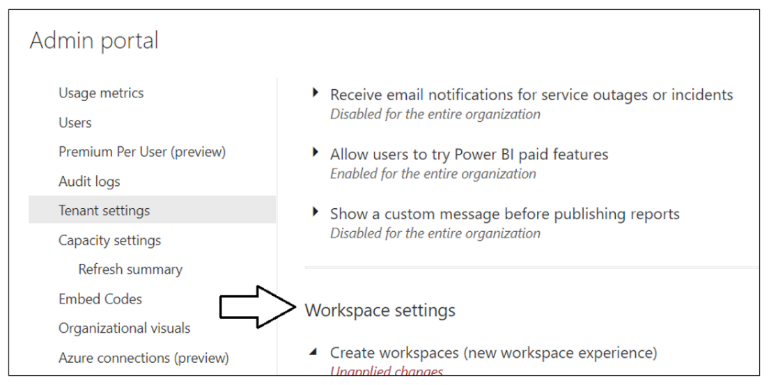 Admin portal
Usage metrics
Users
Premium Per User (preview)
Audit logs
Tenant settings
Capacity settings
Refresh summary
Embed Codes
Organizational visuals
Azure connections (preview)
Receive email notifications for service outages or incidents
Disabled for the entire organization
Allow users to try Power BI paid features
Enabled for the entire organization
Show a custom message before publishing reports
Disabled for the entire organization
Workspace settings
Create workspaces (new workspace experience)
Unapplied changes